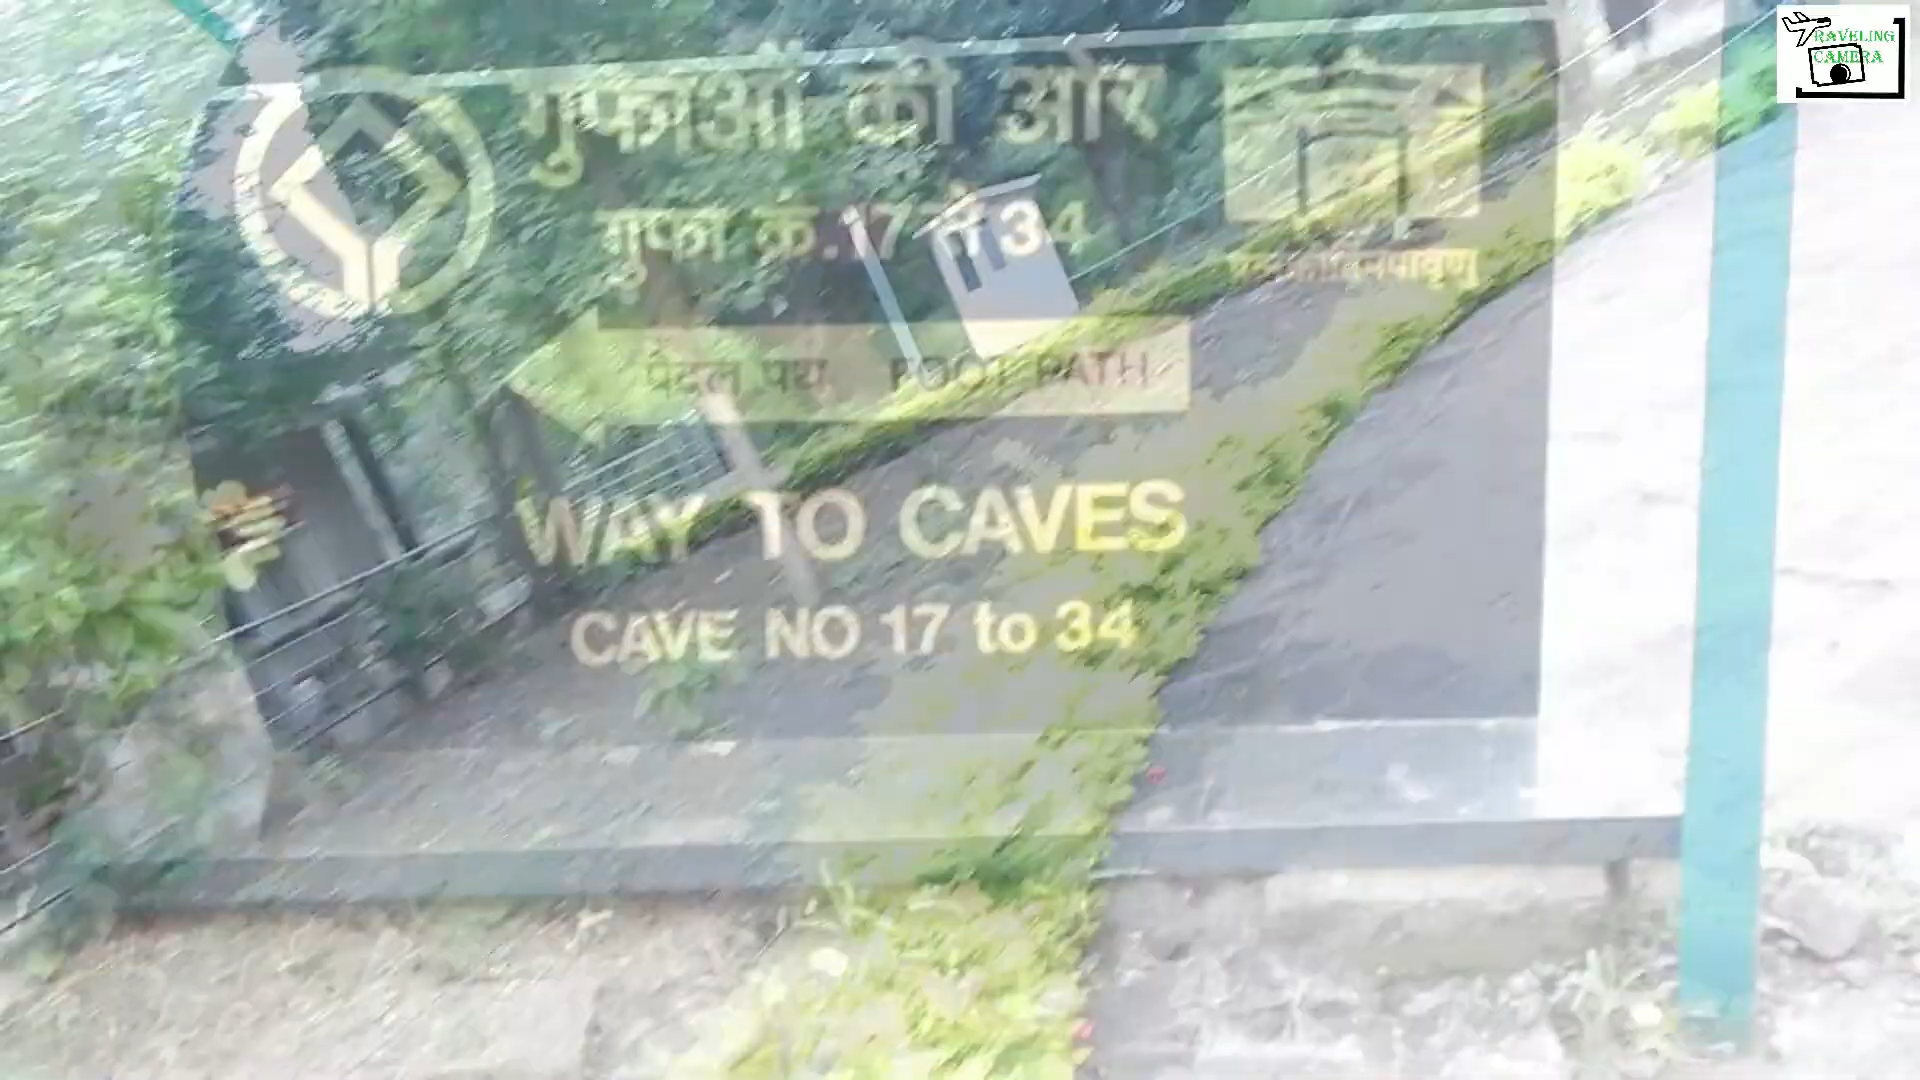 RAVELING
CAMERA
गुफाओं की ओर
गुफा क्रं.17 से 34
पैदल पथ FOOT PATH
WAY TO CAVES
CAVE NO 17 to 34